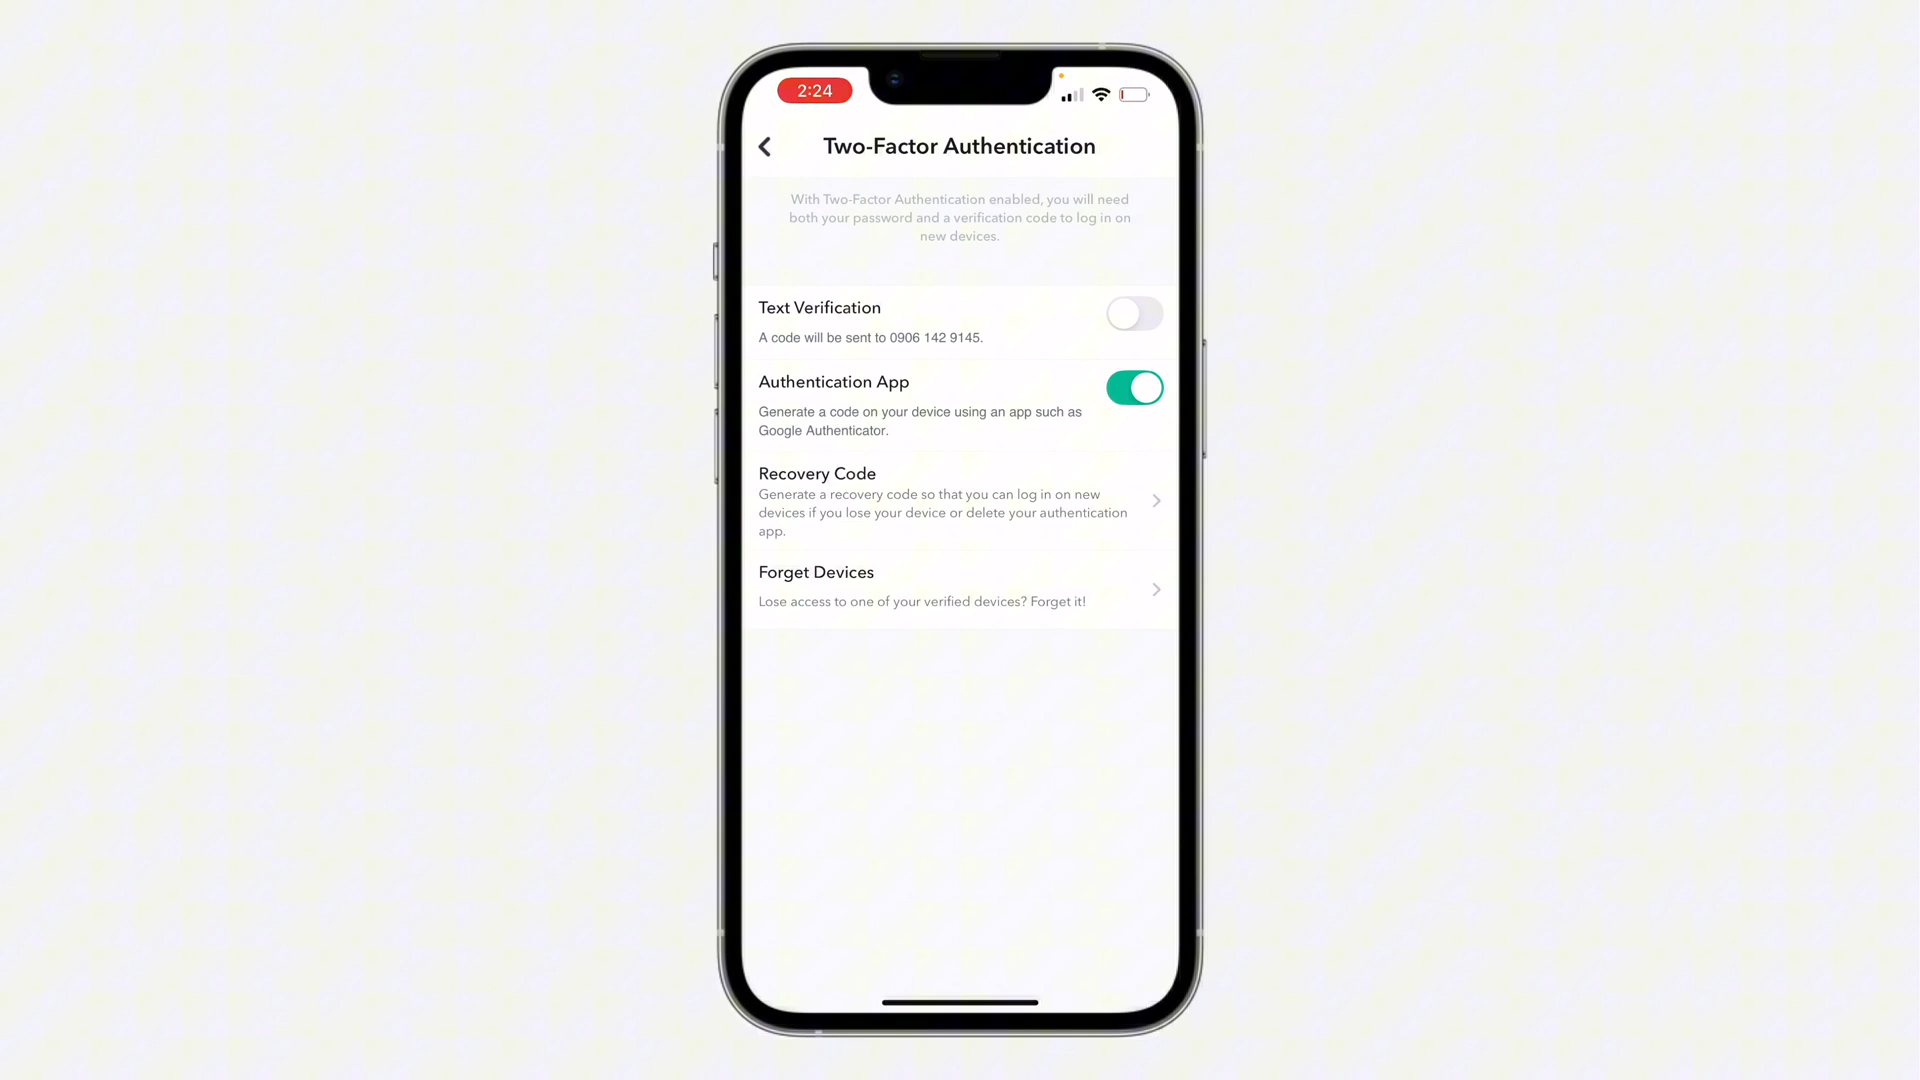 2:24
Two-Factor Authentication
With Two-Factor Authentication enabled, you will need
both your password and a verification code to log in on
new devices.
Text Verification
A code will be sent to 0906 142 9145.
Authentication App
Generate a code on your device using an app such as
Google Authenticator.
Recovery Code
Generate a recovery code so that you can log in on new
devices if you lose your device or delete your authentication
app.
Forget Devices
Lose access to one of your verified devices? Forget it!